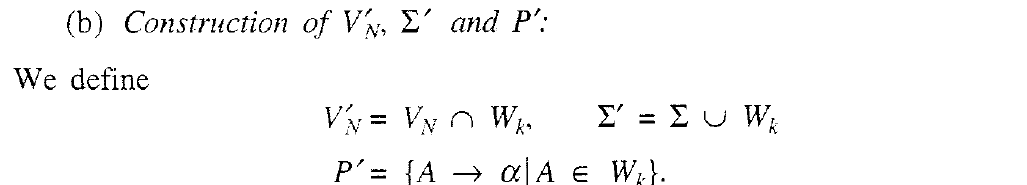 (b) Construction of V′_N, Σ′ and P′:
We define
V′_N = V_N ∩ W_k, Σ′ = Σ ∪ W_k
P′ = {A → α| A ∈ W_k}.